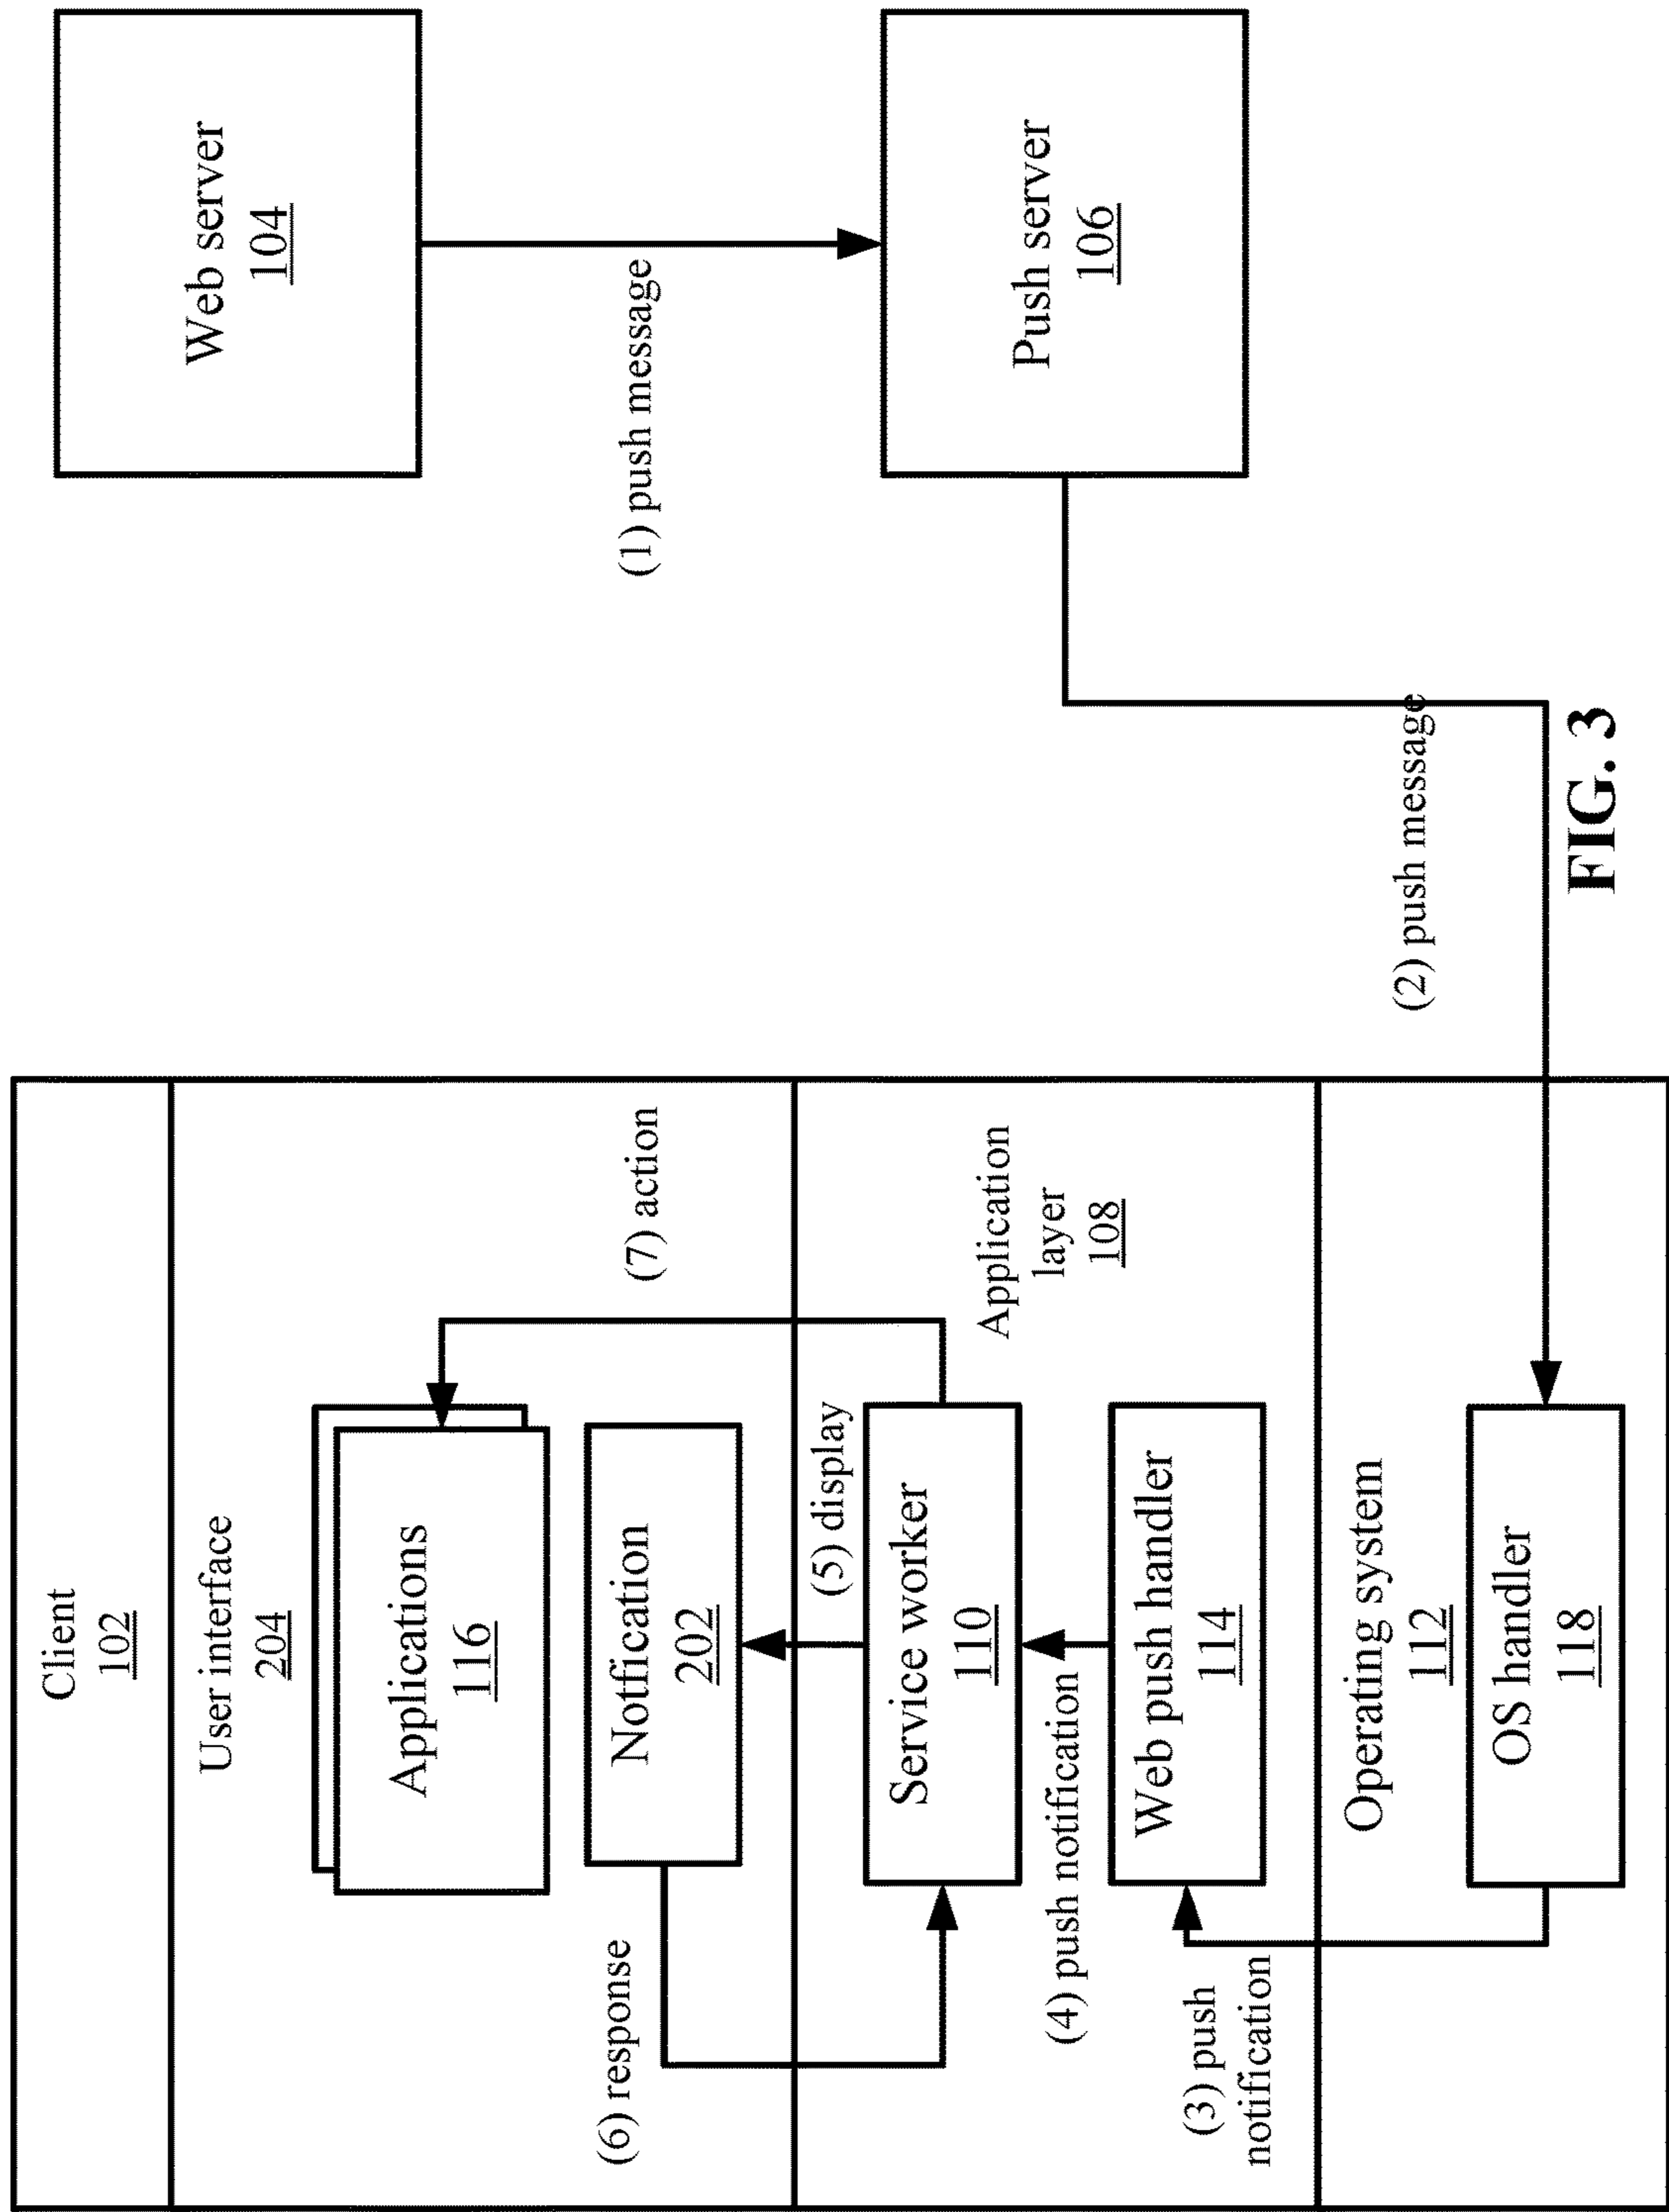 Client
102
User interface
204
Applications
116
Notification
202
(6) response
(7) action
(5) display
Service worker
110
Application
layer
108
(4) push notification
Web push handler
114
(3) push
notification
Operating system
112
OS handler
118
Web server
104
(1) push message
Push server
106
(2) push message
FIG. 3